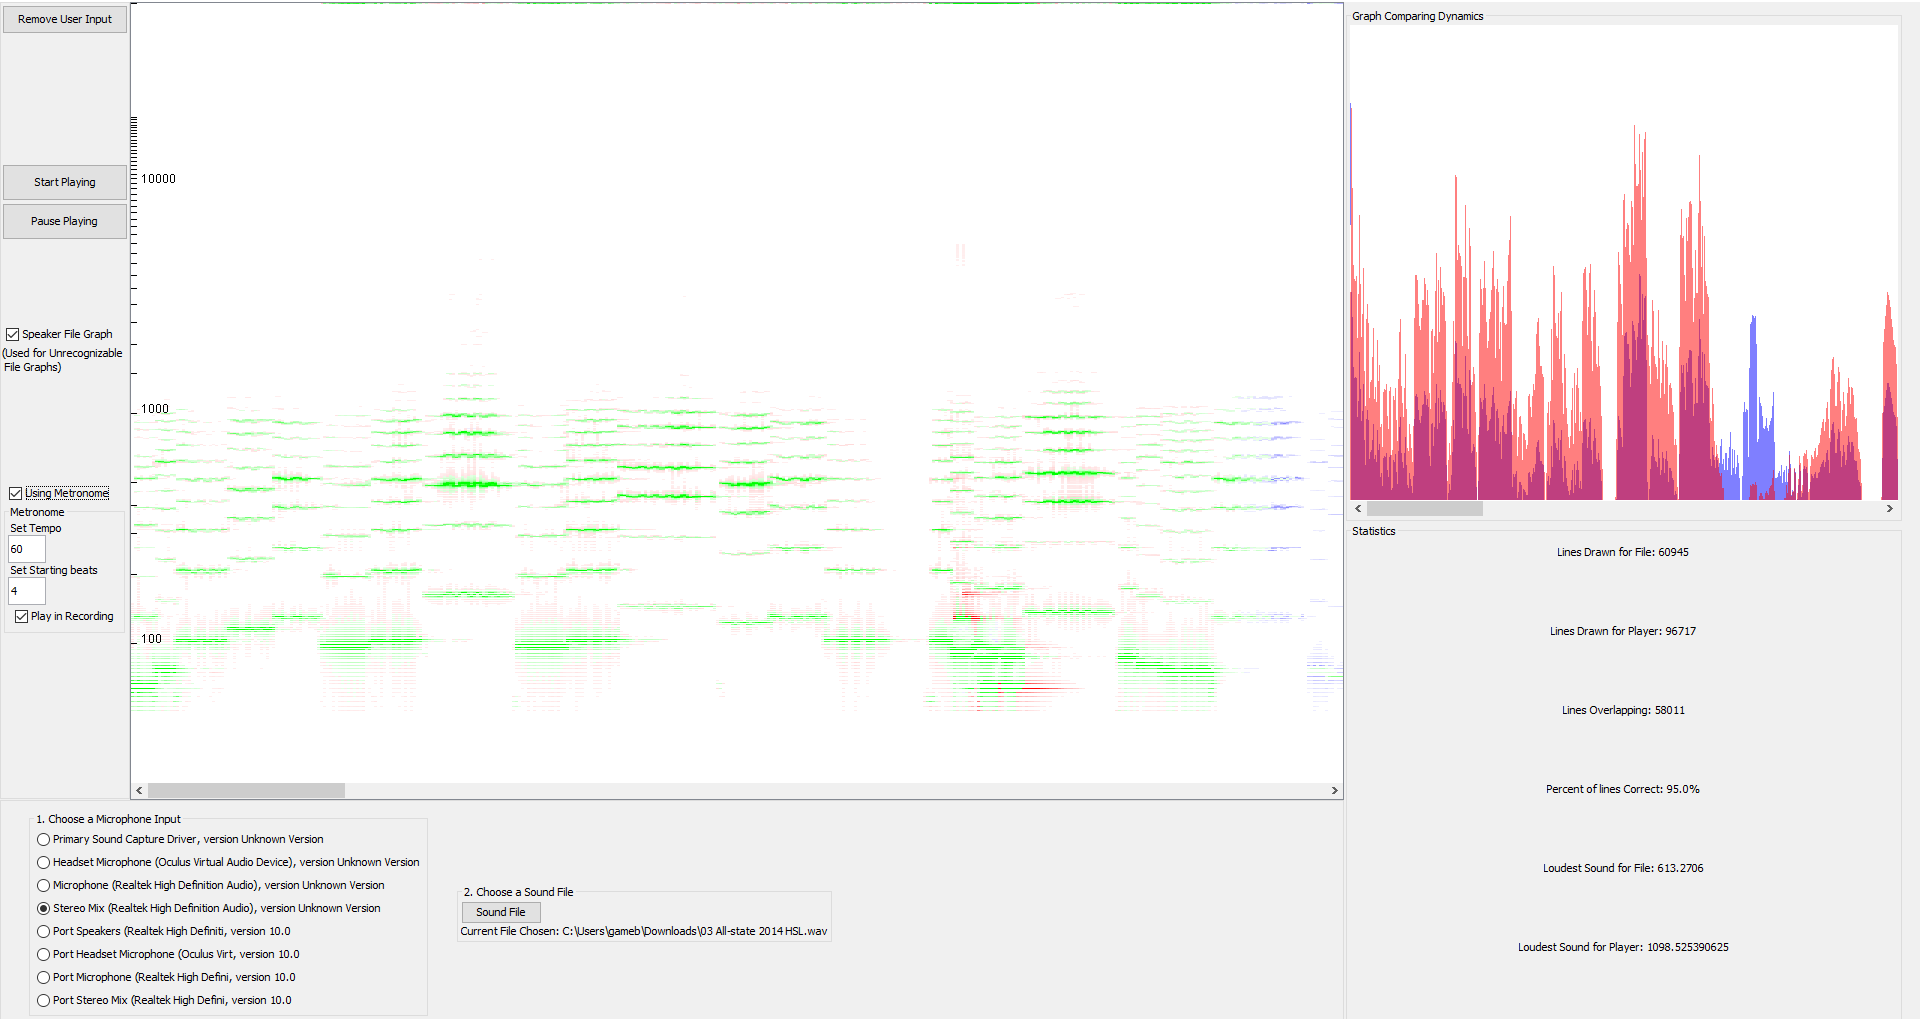 Remove User Input
Start Playing
Pause Playing
Speaker File Graph
(Used for Unrecognizable
File Graphs)
Using Metronome
Metronome
Set Tempo
60
Set Starting beats
4
Play in Recording
10000
1000
100
Graph Comparing Dynamics
Statistics
Lines Drawn for File: 60945
Lines Drawn for Player: 96717
Lines Overlapping: 58011
Percent of lines Correct: 95.0%
Loudest Sound for File: 613.2706
Loudest Sound for Player: 1098.525390625
1. Choose a Microphone Input
Primary Sound Capture Driver, version Unknown Version
Headset Microphone (Oculus Virtual Audio Device), version Unknown Version
Microphone (Realtek High Definition Audio), version Unknown Version
Stereo Mix (Realtek High Definition Audio), version Unknown Version
Port Speakers (Realtek High Definiti, version 10.0
Port Headset Microphone (Oculus Virt, version 10.0
Port Microphone (Realtek High Defini, version 10.0
Port Stereo Mix (Realtek High Defini, version 10.0
2. Choose a Sound File
Sound File
Current File Chosen: C:\Users\gameb\Downloads\03 All-state 2014 HSL.wav